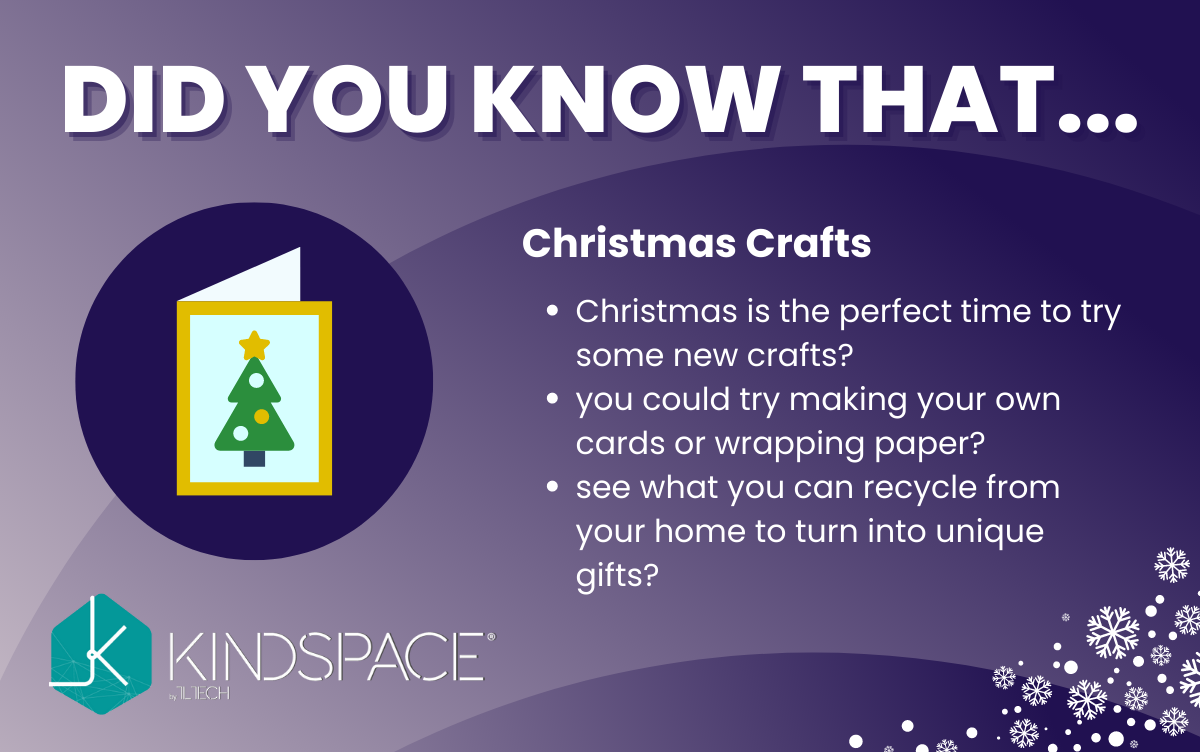 DID YOU KNOW THAT...
Christmas Crafts
• Christmas is the perfect time to try
some new crafts?
• you could try making your own
cards or wrapping paper?
• see what you can recycle from
your home to turn into unique
gifts?
KINDSPACE®
by TLTECH